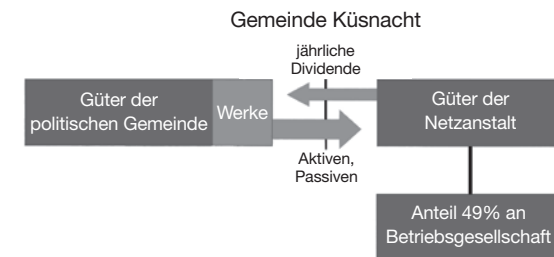 Gemeinde Küsnacht
jährliche
Dividende
Güter der
politischen Gemeinde
Werke
Güter der
Netzanstalt
Aktiven,
Passiven
Anteil 49% an
Betriebsgesellschaft